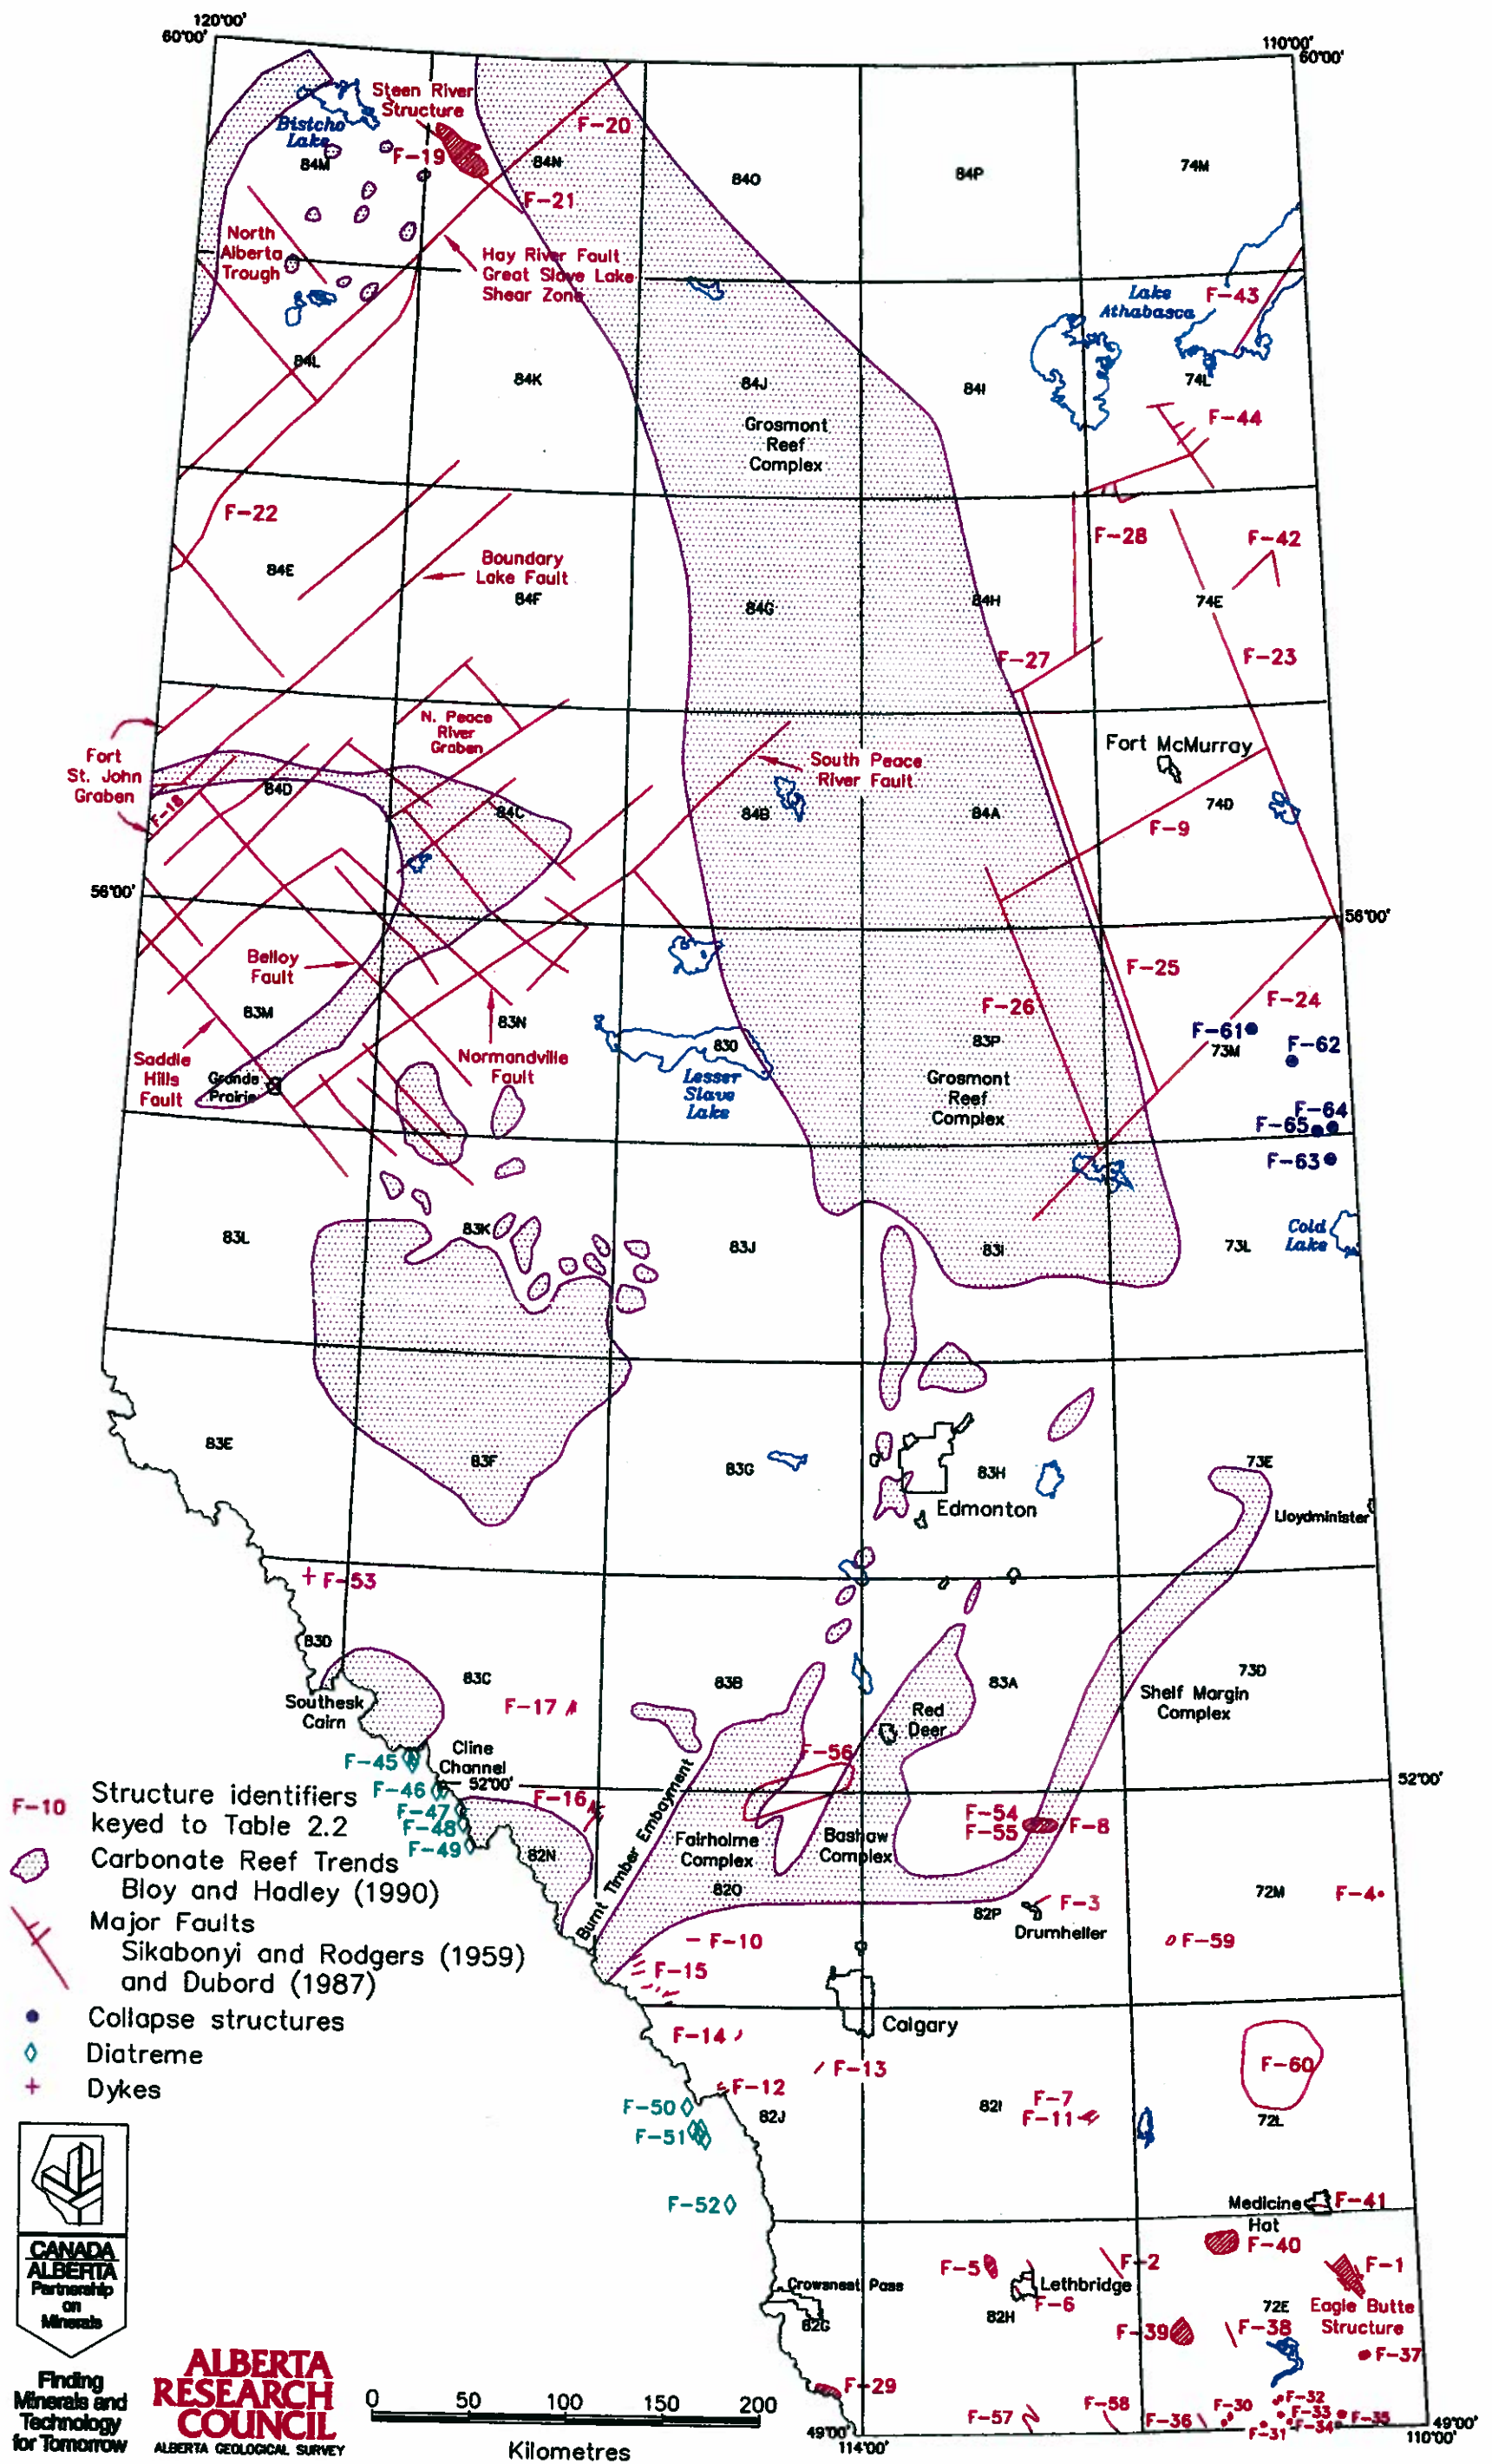 120°00'
60°00'
110°00'
60°00'
Steen River
Structure
Bistcho
Lake
84M
F-19
F-20
84N
F-21
84O
84P
74M
North
Alberta
Trough
Hay River Fault
Great Slave Lake
Shear Zone
Lake
Athabasca
F-43
84L
84K
84J
84I
74L
Grosmont
Reef
Complex
F-44
F-22
F-28
F-42
Boundary
Lake Fault
84E
84F
84G
84H
74E
F-27
F-23
N. Peace
River
Graben
Fort
St. John
Graben
F-18
84D
84C
South Peace
River Fault
84B
84A
Fort McMurray
74D
F-9
56°00'
56°00'
Belloy
Fault
F-25
F-26
F-24
83M
83N
F-61
73M
F-62
Saddle
Hills
Fault
Grande
Prairie
Normandville
Fault
83O
Lesser
Slave
Lake
83P
Grosmont
Reef
Complex
F-64
F-65
F-63
83L
83K
83J
83I
73L
Cold
Lake
83E
83F
83G
83H
73E
Edmonton
Lloydminister
F-53
83D
83C
83B
83A
73D
Southesk
Cairn
F-17
Red
Deer
Shelf Margin
Complex
F-45
Cline
Channel
F-46
52°00'
F-56
52°00'
F-47
F-48
F-49
F-16
82N
Burnt Timber Embayment
Fairholme
Complex
Bashaw
Complex
F-54
F-55
F-8
82O
82P
F-3
Drumheller
72M
F-4
F-10
F-59
F-15
F-14
Calgary
F-13
F-60
F-12
82J
82I
F-7
F-11
72L
F-50
F-51
F-52
Medicine
Hat
F-41
F-40
F-5
F-2
F-1
Crowsnest Pass
Lethbridge
F-6
82G
82H
72E
Eagle Butte
Structure
F-39
F-38
F-37
F-29
F-57
F-58
F-36
F-30
F-32
F-33
F-31
F-34
F-35
49°00'
114°00'
49°00'
110°00'
F-10
Structure identifiers
keyed to Table 2.2
Carbonate Reef Trends
Bloy and Hadley (1990)
Major Faults
Sikabonyi and Rodgers (1959)
and Dubord (1987)
Collapse structures
Diatreme
Dykes
CANADA
ALBERTA
Partnership
on
Minerals
Finding
Minerals and
Technology
for Tomorrow
ALBERTA
RESEARCH
COUNCIL
ALBERTA GEOLOGICAL SURVEY
0 50 100 150 200
Kilometres